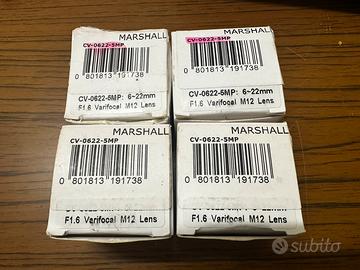 MARSHALL
CV-0622-5MP
0 801813 191738
CV-0622-5MP: 6~22mm
F1.6 Varifocal M12 Lens
MARSHALL
CV-0622-5MP
0 801813 191738
CV-0622-5MP: 6~22mm
F1.6 Varifocal M12 Lens
MARSHALL
CV-0622-5MP
0 801813 191738
F1.6 Varifocal M12 Lens
MARSHALL
CV-0622-5MP
0 801813 191738
F1.6 Varifocal M12 Lens
subito